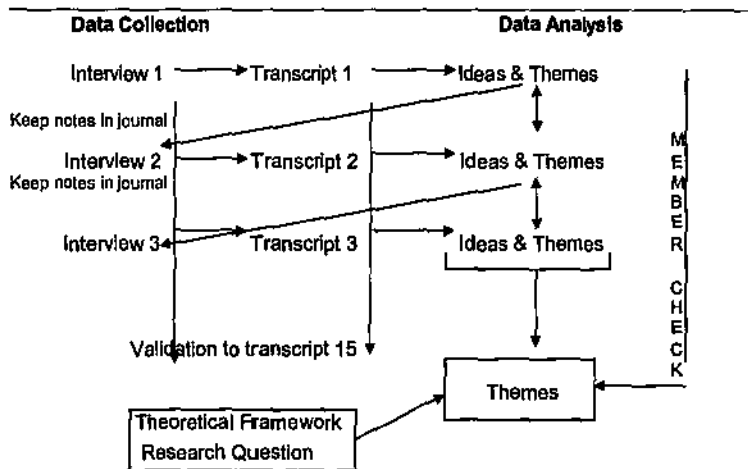 Data Collection Data Analysis
Interview 1 Transcript 1 Ideas & Themes
Keep notes in journal
Interview 2 Transcript 2 Ideas & Themes
Keep notes in journal
Interview 3 Transcript 3 Ideas & Themes
MEMBER CHECK
Validation to transcript 15
Themes
Theoretical Framework
Research Question